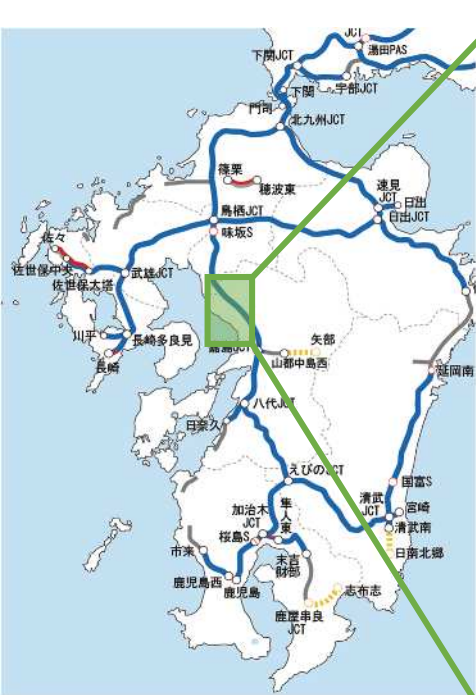 JCT
湯田PAS
下関JCT
下関
宇部JCT
門司
北九州JCT
篠栗
穂波東
速見
JCT
日出
日出JCT
鳥栖JCT
味坂S
佐々
佐世保中央
佐世保大塔
武雄JCT
川平
長崎多良見
長崎
嘉島JCT
矢部
山都中島西
延岡南
八代JCT
日奈久
えびのJCT
国富S
清武
JCT
宮崎
清武南
日南北郷
加治木
JCT
隼人東
桜島S
市来
末吉
財部
鹿児島西
鹿児島
志布志
鹿屋串良
JCT